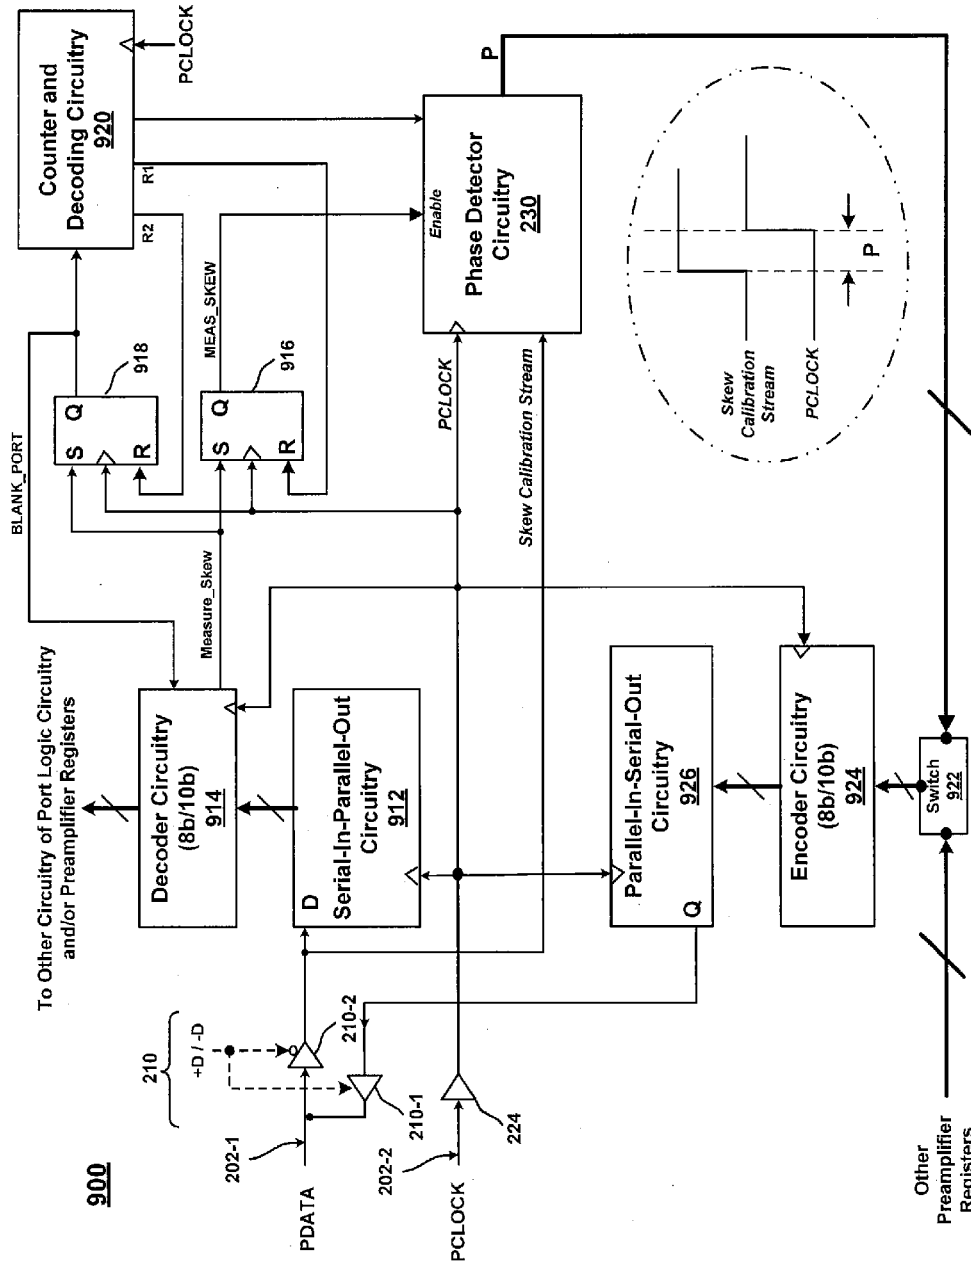 900
PDATA
202-1
210
+D / -D
210-2
210-1
PCLOCK
202-2
224
To Other Circuitry of Port Logic Circuitry
and/or Preamplifier Registers
Decoder Circuitry
(8b/10b)
914
D
Serial-In-Parallel-Out
Circuitry
912
Parallel-In-Serial-Out
Circuitry
926
Q
Encoder Circuitry
(8b/10b)
924
Switch
922
Other
Preamplifier
Registers
BLANK_PORT
Measure_Skew
S Q
R
918
S Q
R
916
MEAS_SKEW
PCLOCK
Skew Calibration Stream
Counter and
Decoding Circuitry
920
R2
R1
PCLOCK
Enable
Phase Detector
Circuitry
230
P
Skew
Calibration
Stream
PCLOCK
P